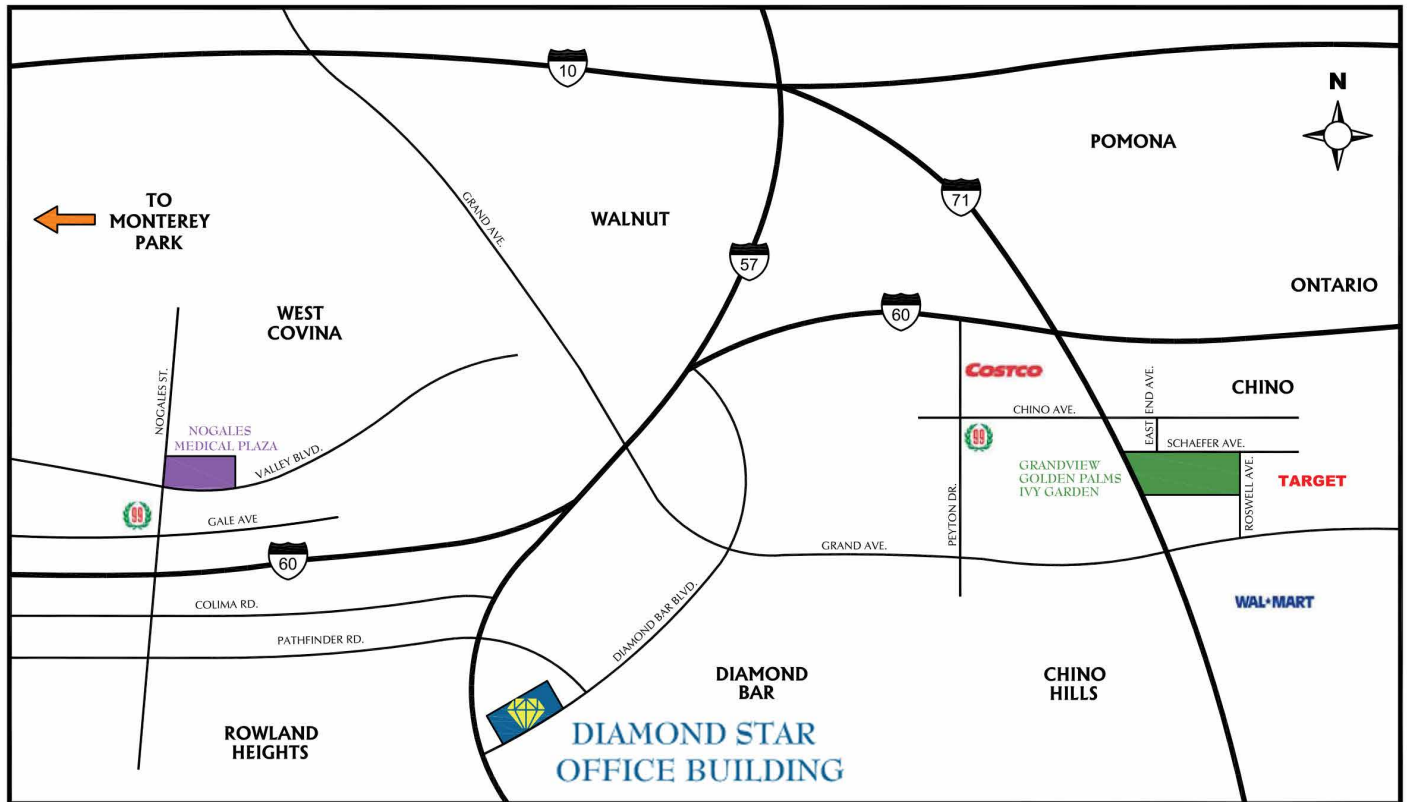 10
N
POMONA
TO
MONTEREY
PARK
GRAND AVE.
WALNUT
71
57
ONTARIO
WEST
COVINA
60
NOGALES ST.
COSTCO
EAST END AVE.
CHINO
CHINO AVE.
NOGALES
MEDICAL PLAZA
VALLEY BLVD.
99
SCHAEFER AVE.
GRANDVIEW
GOLDEN PALMS
IVY GARDEN
ROSWELL AVE.
TARGET
99
GALE AVE
PEYTON DR.
GRAND AVE.
60
COLIMA RD.
WAL★MART
PATHFINDER RD.
DIAMOND BAR BLVD.
DIAMOND
BAR
CHINO
HILLS
ROWLAND
HEIGHTS
DIAMOND STAR
OFFICE BUILDING